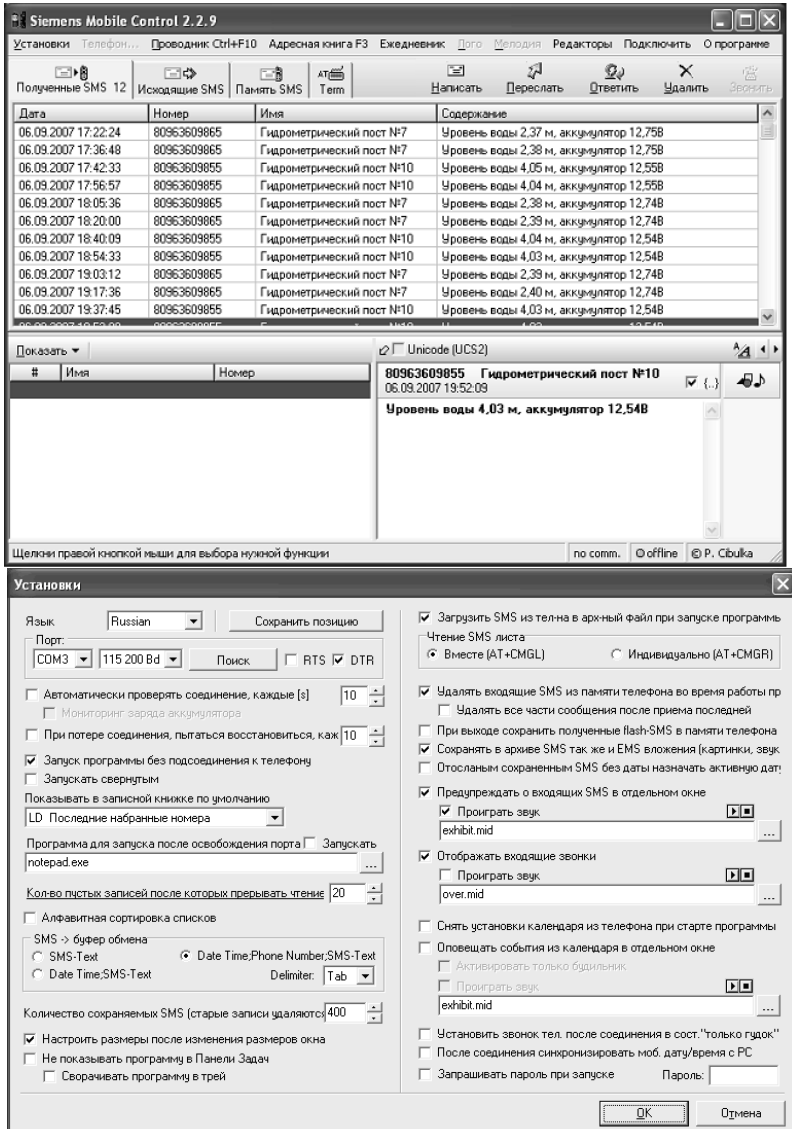 Siemens Mobile Control 2.2.9
Установки Телефон... Проводник Ctrl+F10 Адресная книга F3 Ежедневник Лого Мелодия Редакторы Подключить О программе
Полученные SMS 12 Исходящие SMS Память SMS Term Написать Переслать Ответить Удалить Звонить
Дата Номер Имя Содержание
06.09.2007 17:22:24 80963609865 Гидрометрический пост №7 Уровень воды 2,37 м, аккумулятор 12,75В
06.09.2007 17:36:48 80963609865 Гидрометрический пост №7 Уровень воды 2,38 м, аккумулятор 12,75В
06.09.2007 17:42:33 80963609855 Гидрометрический пост №10 Уровень воды 4,05 м, аккумулятор 12,55В
06.09.2007 17:56:57 80963609855 Гидрометрический пост №10 Уровень воды 4,04 м, аккумулятор 12,55В
06.09.2007 18:05:36 80963609865 Гидрометрический пост №7 Уровень воды 2,38 м, аккумулятор 12,74В
06.09.2007 18:20:00 80963609865 Гидрометрический пост №7 Уровень воды 2,39 м, аккумулятор 12,74В
06.09.2007 18:40:09 80963609855 Гидрометрический пост №10 Уровень воды 4,04 м, аккумулятор 12,54В
06.09.2007 18:54:33 80963609855 Гидрометрический пост №10 Уровень воды 4,03 м, аккумулятор 12,54В
06.09.2007 19:03:12 80963609865 Гидрометрический пост №7 Уровень воды 2,39 м, аккумулятор 12,74В
06.09.2007 19:17:36 80963609865 Гидрометрический пост №7 Уровень воды 2,40 м, аккумулятор 12,74В
06.09.2007 19:37:45 80963609855 Гидрометрический пост №10 Уровень воды 4,03 м, аккумулятор 12,54В
Показать Unicode (UCS2)
# Имя Номер
80963609855 Гидрометрический пост №10
06.09.2007 19:52:09 {..}
Уровень воды 4,03 м, аккумулятор 12,54В
Щелкни правой кнопкой мыши для выбора нужной функции no comm. offline © P. Cibulka
Установки
Язык Russian Сохранить позицию
Порт:
COM3 115 200 Bd Поиск RTS DTR
Автоматически проверять соединение, каждые [s] 10
Мониторинг заряда аккумулятора
При потере соединения, пытаться восстановиться, каж 10
Запуск программы без подсоединения к телефону
Запускать свернутым
Показывать в записной книжке по умолчанию
LD Последние набранные номера
Программа для запуска после освобождения порта Запускать
notepad.exe ...
Кол-во пустых записей после которых прерывать чтение 20
Алфавитная сортировка списков
SMS -> буфер обмена
SMS-Text Date Time;Phone Number;SMS-Text
Date Time;SMS-Text Delimiter: Tab
Количество сохраняемых SMS (старые записи удаляются 400
Настроить размеры после изменения размеров окна
Не показывать программу в Панели Задач
Сворачивать программу в трей
Загрузить SMS из тел-на в арх-ный файл при запуске программь
Чтение SMS листа
Вместе (AT+CMGL) Индивидуально (AT+CMGR)
Удалять входящие SMS из памяти телефона во время работы пр
Удалять все части сообщения после приема последней
При выходе сохранить полученные flash-SMS в памяти телефона
Сохранять в архиве SMS так же и EMS вложения (картинки, звук
Отосланым сохраненным SMS без даты назначать активную дату
Предупреждать о входящих SMS в отдельном окне
Проиграть звук
exhibit.mid ...
Отображать входящие звонки
Проиграть звук
over.mid ...
Снять установки календаря из телефона при старте программы
Оповещать события из календаря в отдельном окне
Активировать только будильник
Проиграть звук
exhibit.mid ...
Установить звонок тел. после соединения в сост."только гудок"
После соединения синхронизировать моб. дату/время с PC
Запрашивать пароль при запуске Пароль:
OK Отмена